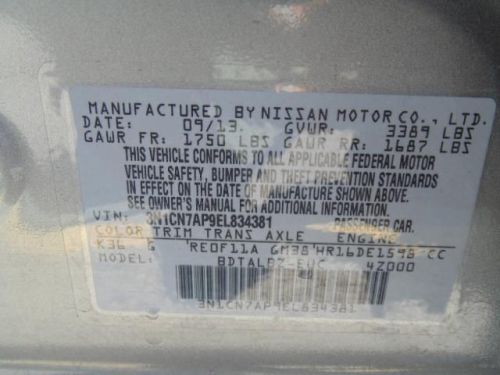 MANUFACTURED BY NISSAN MOTOR CO., LTD.
DATE: 09/13 GVWR: 3389 LBS
GAWR FR: 1750 LBS GAWR RR: 1687 LBS
THIS VEHICLE CONFORMS TO ALL APPLICABLE FEDERAL MOTOR
VEHICLE SAFETY, BUMPER AND THEFT PREVENTION STANDARDS
IN EFFECT ON THE DATE OF MANUFACTURE SHOWN ABOVE.
SEE OWNER'S MANUAL FOR ADDITIONAL INFORMATION.
VIN: 3N1CN7AP9EL834381 PASSENGER CAR.
COLOR TRIM TRANS AXLE ENGINE
K36 G RE0F11A GM38 HR16DE1598 CC
MODEL BDTALBZ-EUC 4Z000
3N1CN7AP9EL834381